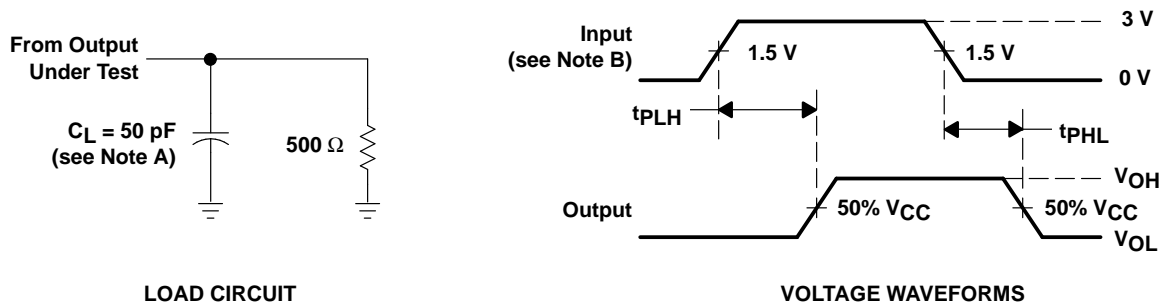 From Output
Under Test
CL = 50 pF
(see Note A)
500 Ω
LOAD CIRCUIT
Input
(see Note B)
1.5 V
1.5 V
3 V
0 V
tPLH
tPHL
Output
50% VCC
50% VCC
VOH
VOL
VOLTAGE WAVEFORMS